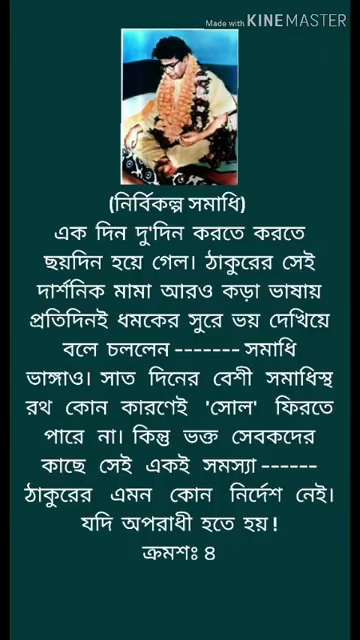 Made with KINEMASTER
(নির্বিকল্প সমাধি)
এক দিন দু'দিন করতে করতে
ছয়দিন হয়ে গেল। ঠাকুরের সেই
দার্শনিক মামা আরও কড়া ভাষায়
প্রতিদিনই ধমকের সুরে ভয় দেখিয়ে
বলে চললেন ------- সমাধি
ভাঙ্গাও। সাত দিনের বেশী সমাধিস্থ
রথ কোন কারণেই 'সোল' ফিরতে
পারে না। কিন্তু ভক্ত সেবকদের
কাছে সেই একই সমস্যা ------
ঠাকুরের এমন কোন নির্দেশ নেই।
যদি অপরাধী হতে হয়!
ক্রমশঃ ৪